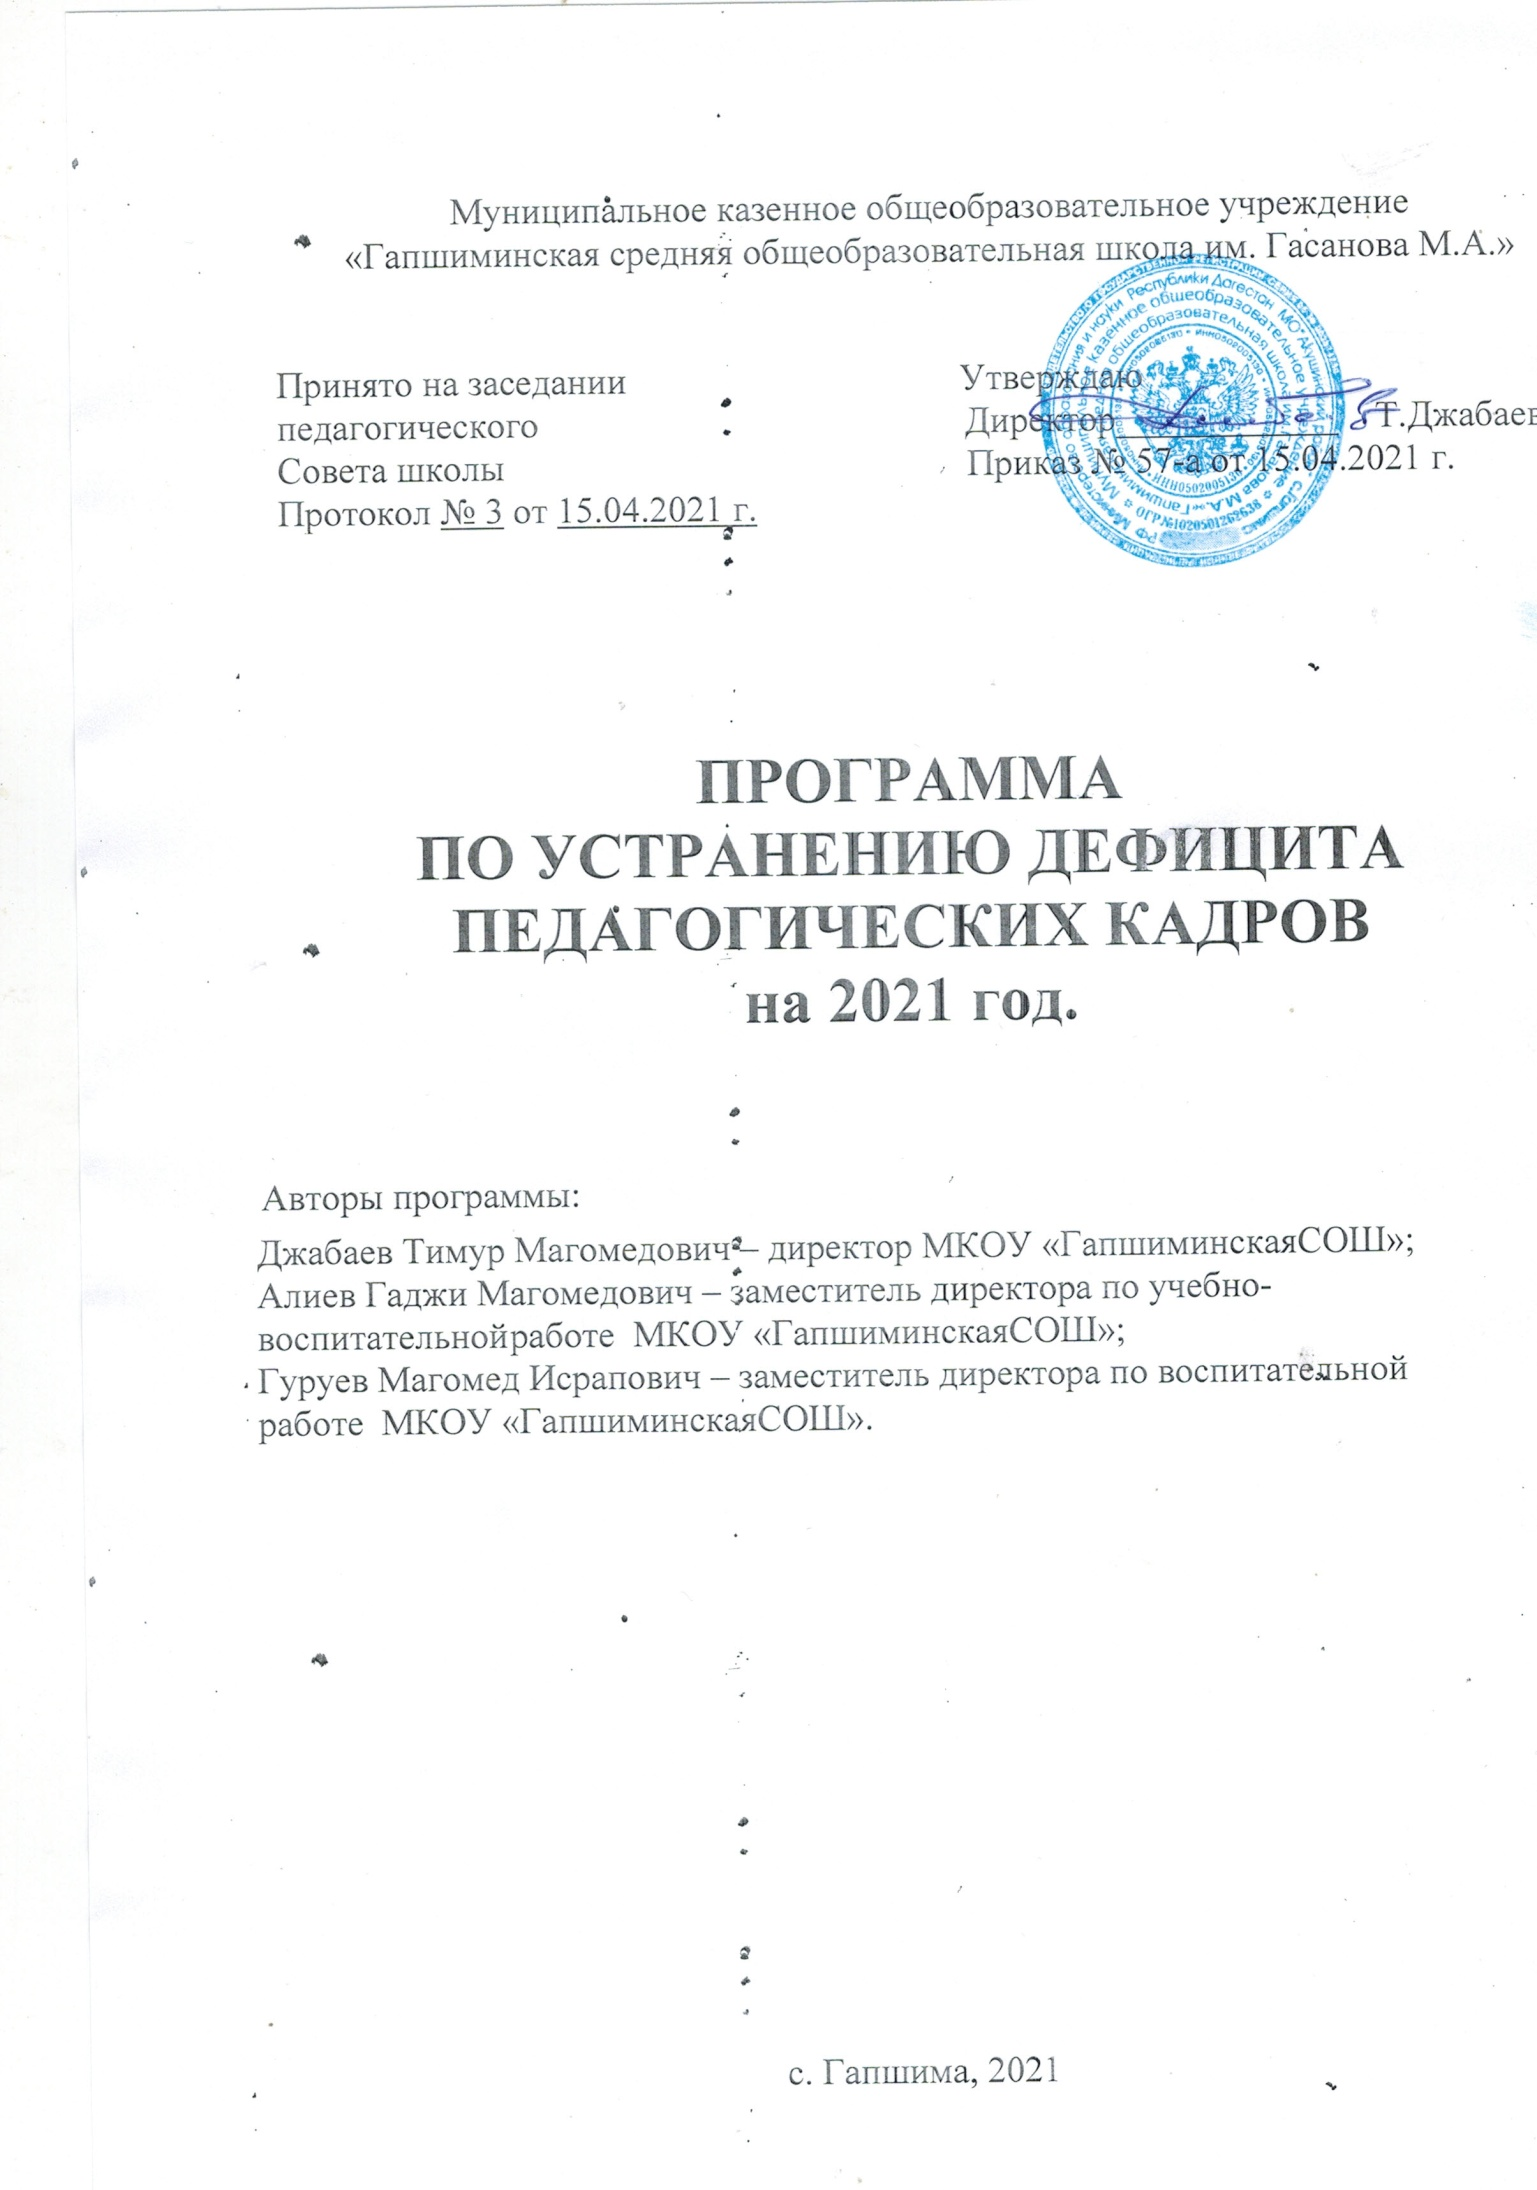 Муниципальное казенное общеобразовательное учреждение
«Гапшиминская средняя общеобразовательная школа им. Гасанова М.А.»
Принято на заседании
педагогического
Совета школы
Протокол № 3 от 15.04.2021 г.
Утверждаю
Директор Т.Джабаев
Приказ № 57-а от 15.04.2021 г.
ПРОГРАММА
ПО УСТРАНЕНИЮ ДЕФИЦИТА
ПЕДАГОГИЧЕСКИХ КАДРОВ
на 2021 год.
Авторы программы:
Джабаев Тимур Магомедович – директор МКОУ «ГапшиминскаяСОШ»;
Алиев Гаджи Магомедович – заместитель директора по учебно-
воспитательнойработе МКОУ «ГапшиминскаяСОШ»;
Гуруев Магомед Исрапович – заместитель директора по воспитательной
работе МКОУ «ГапшиминскаяСОШ».
с. Гапшима, 2021